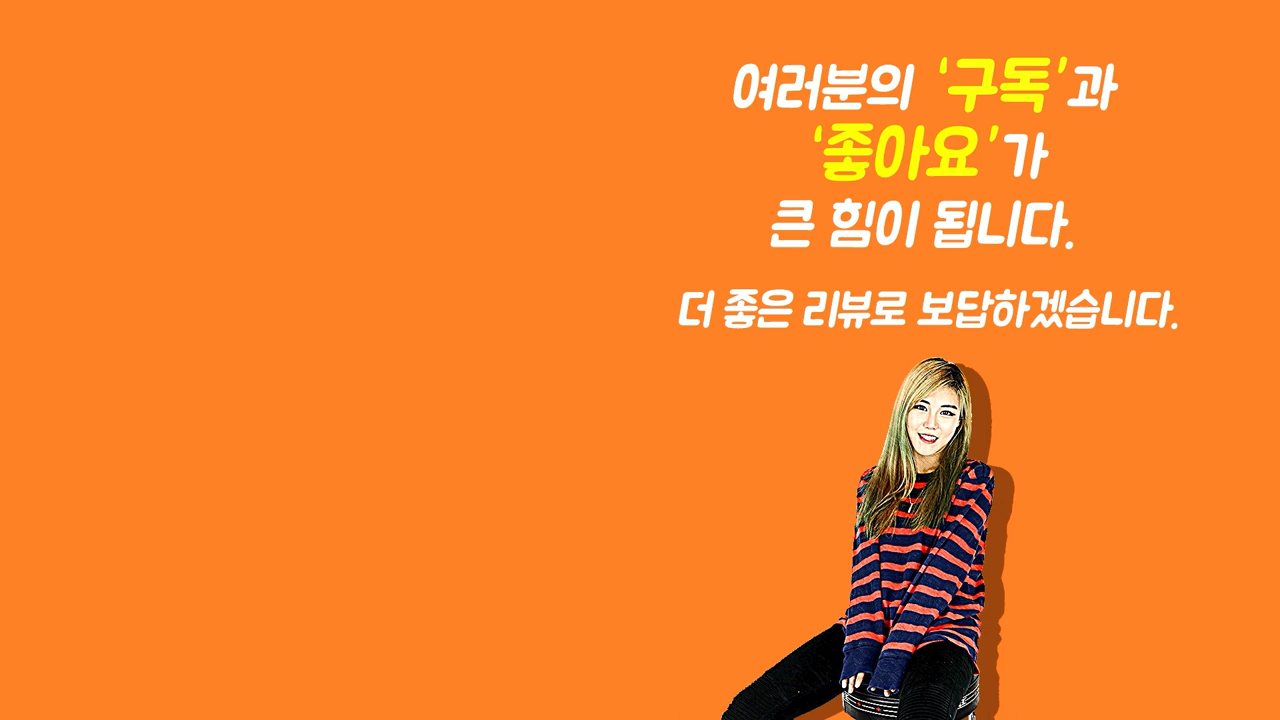 여러분의 '구독'과
'좋아요'가
큰 힘이 됩니다.
더 좋은 리뷰로 보답하겠습니다.